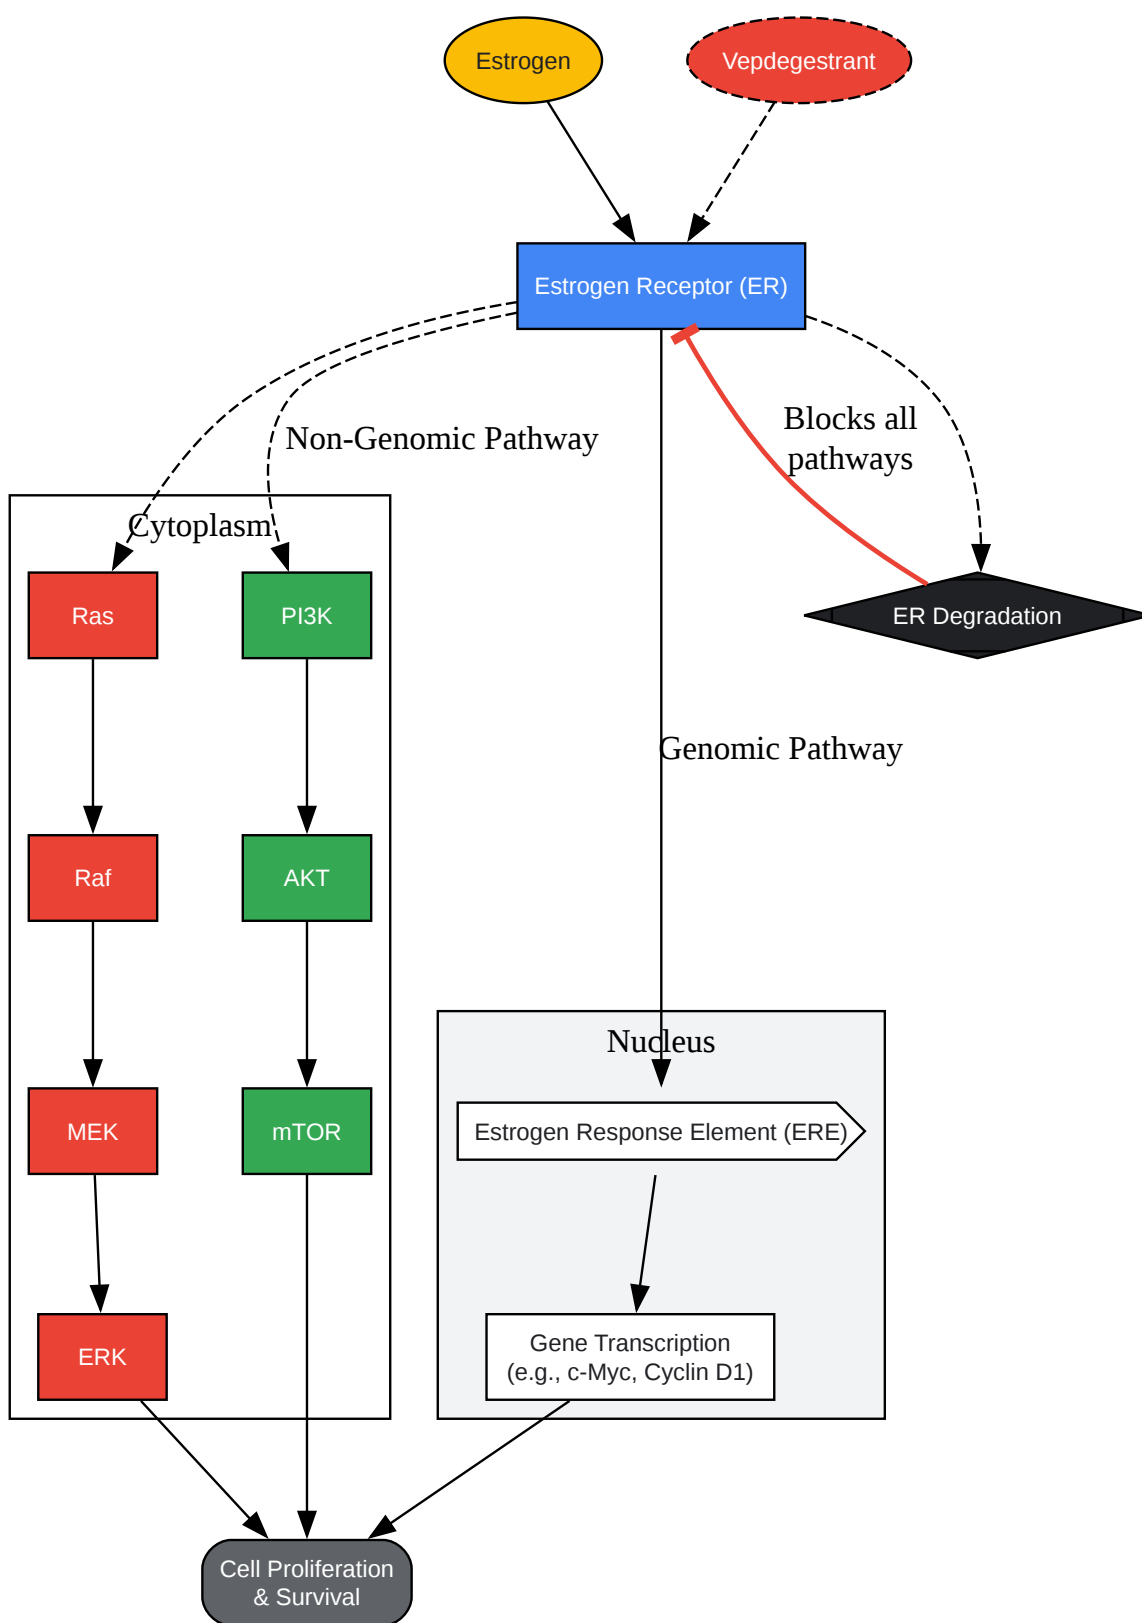 Estrogen
Vepdegestrant
Estrogen Receptor (ER)
Blocks all
pathways
Non-Genomic Pathway
Cytoplasm
Ras
PI3K
ER Degradation
Genomic Pathway
Raf
AKT
Nucleus
MEK
mTOR
Estrogen Response Element (ERE)
ERK
Gene Transcription
(e.g., c-Myc, Cyclin D1)
Cell Proliferation
& Survival